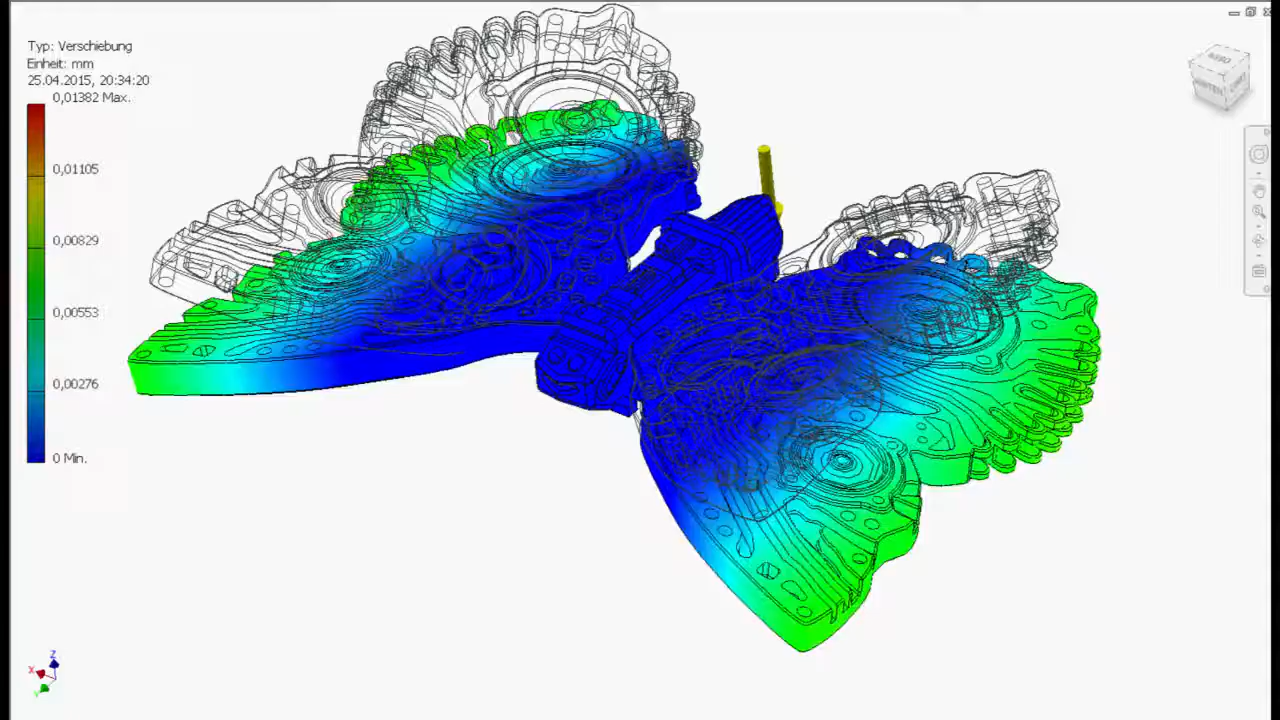 Typ: Verschiebung
Einheit: mm
25.04.2015, 20:34:20
0,01382 Max.
0,01105
0,00829
0,00553
0,00276
0 Min.
Z
X
Y